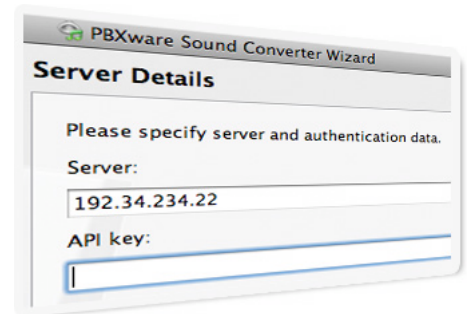 PBXware Sound Converter Wizard
Server Details
Please specify server and authentication data.
Server:
192.34.234.22
API key: